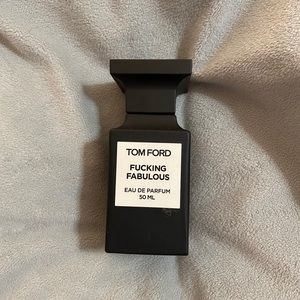 TOM FORD
FUCKING
FABULOUS
EAU DE PARFUM
50 ML